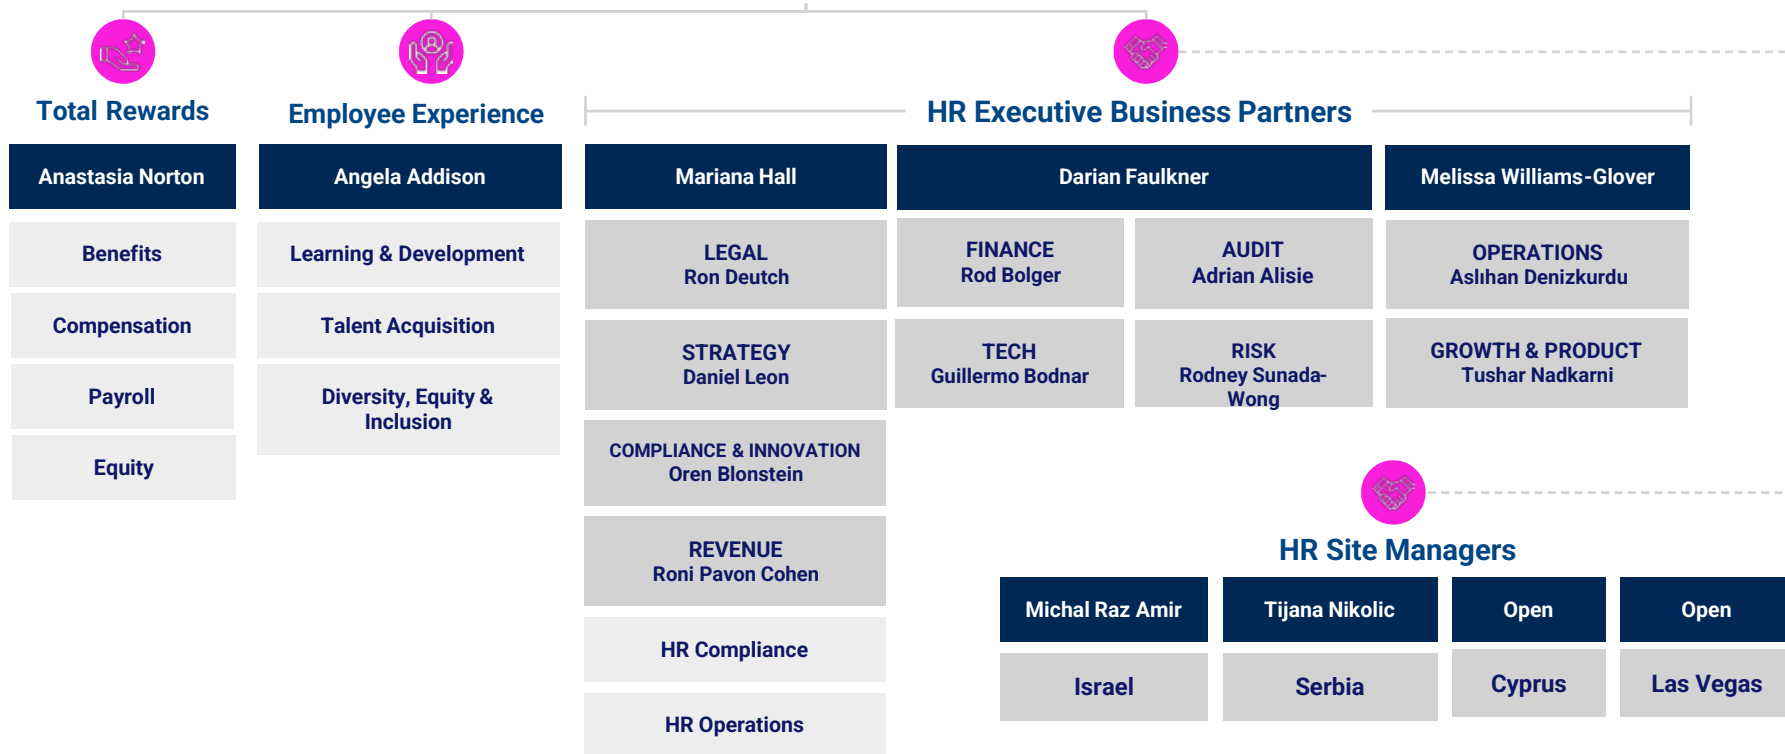 Total Rewards
Anastasia Norton
Benefits
Compensation
Payroll
Equity
Employee Experience
Angela Addison
Learning & Development
Talent Acquisition
Diversity, Equity &
Inclusion
HR Executive Business Partners
Mariana Hall
LEGAL
Ron Deutch
STRATEGY
Daniel Leon
COMPLIANCE & INNOVATION
Oren Blonstein
REVENUE
Roni Pavon Cohen
HR Compliance
HR Operations
Darian Faulkner
FINANCE
Rod Bolger
AUDIT
Adrian Alisie
TECH
Guillermo Bodnar
RISK
Rodney Sunada-
Wong
Melissa Williams-Glover
OPERATIONS
Aslıhan Denizkurdu
GROWTH & PRODUCT
Tushar Nadkarni
HR Site Managers
Michal Raz Amir
Israel
Tijana Nikolic
Serbia
Open
Cyprus
Open
Las Vegas